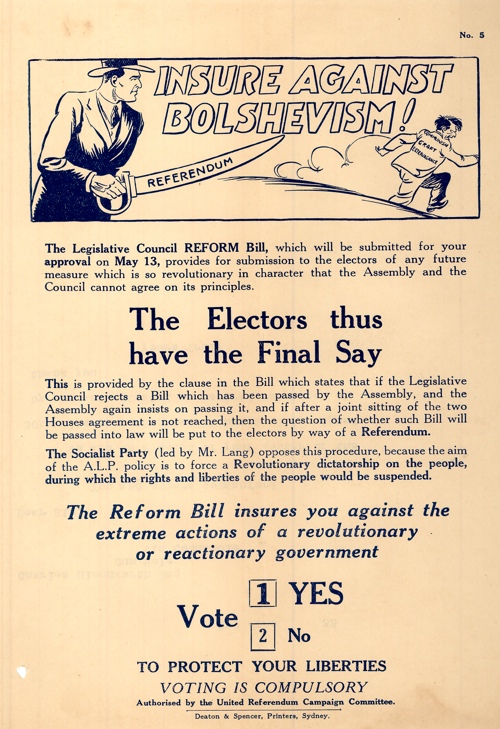 No. 5
INSURE AGAINST
BOLSHEVISM!
REFERENDUM
COMMUNISM
GRAFT
EXTRAVAGANCE
The Legislative Council REFORM Bill, which will be submitted for your
approval on May 13, provides for submission to the electors of any future
measure which is so revolutionary in character that the Assembly and the
Council cannot agree on its principles.
The Electors thus
have the Final Say
This is provided by the clause in the Bill which states that if the Legislative
Council rejects a Bill which has been passed by the Assembly, and the
Assembly again insists on passing it, and if after a joint sitting of the two
Houses agreement is not reached, then the question of whether such Bill will
be passed into law will be put to the electors by way of a Referendum.
The Socialist Party (led by Mr. Lang) opposes this procedure, because the aim
of the A.L.P. policy is to force a Revolutionary dictatorship on the people,
during which the rights and liberties of the people would be suspended.
The Reform Bill insures you against the
extreme actions of a revolutionary
or reactionary government
Vote
1 YES
2 No
TO PROTECT YOUR LIBERTIES
VOTING IS COMPULSORY
Authorised by the United Referendum Campaign Committee.
Deaton & Spencer, Printers, Sydney.